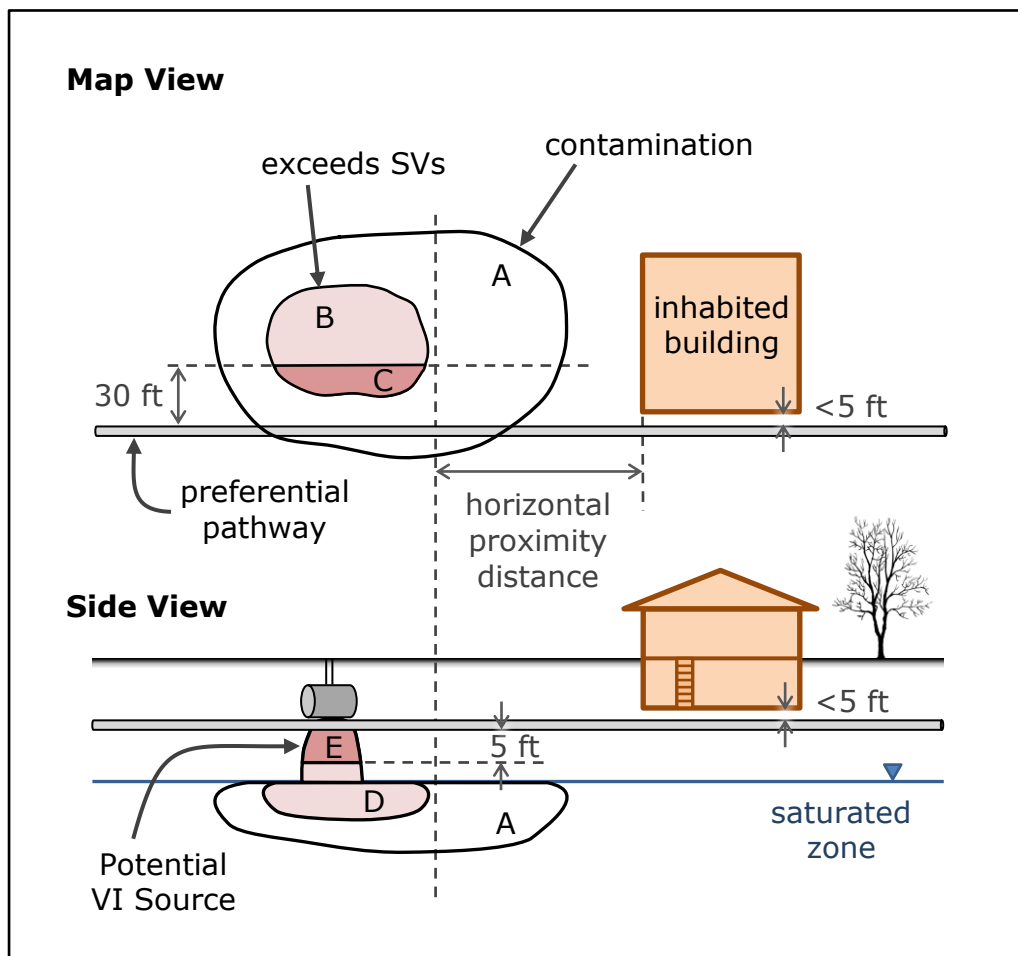 Map View
contamination
exceeds SVs
A
B
inhabited
building
C
30 ft
<5 ft
preferential
pathway
horizontal
proximity
distance
Side View
<5 ft
E
5 ft
D
A
saturated
zone
Potential
VI Source